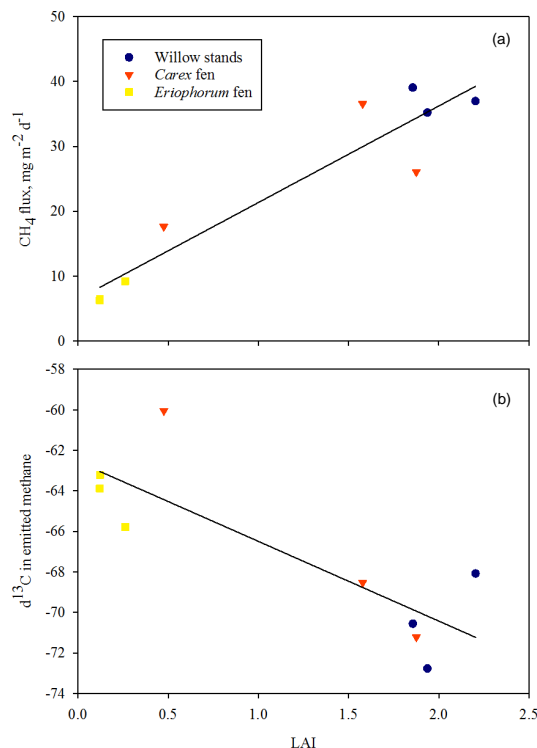 50
40
30
20
10
0
CH4 flux, mg m-2 d-1
(a)
Willow stands
Carex fen
Eriophorum fen
-58
-60
-62
-64
-66
-68
-70
-72
-74
d13C in emitted methane
(b)
0.0
0.5
1.0
1.5
2.0
2.5
LAI